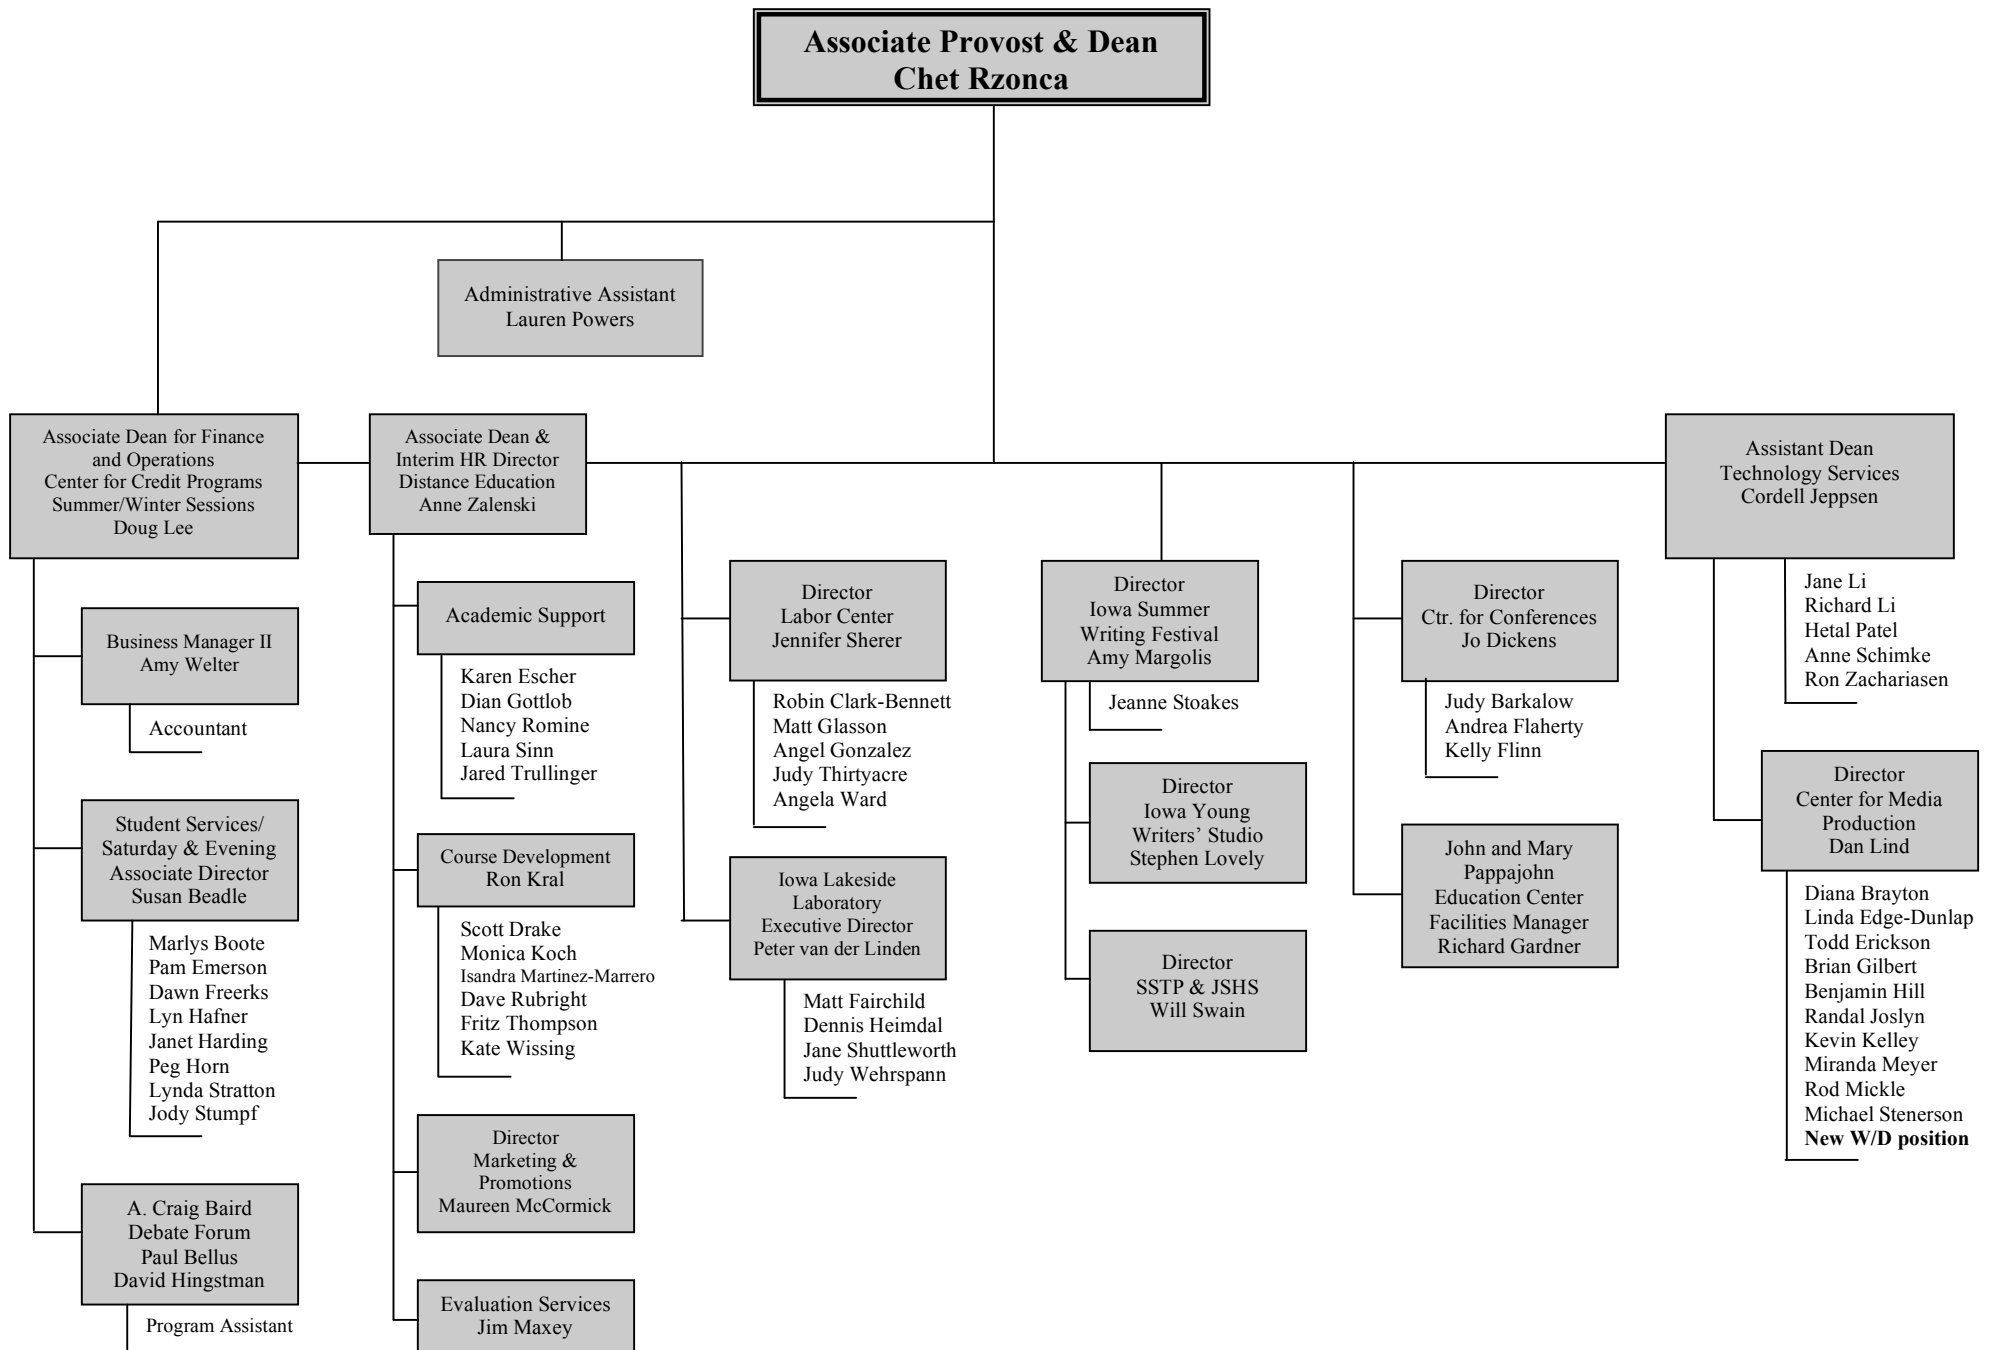 Associate Provost & Dean
Chet Rzonca
Administrative Assistant
Lauren Powers
Associate Dean for Finance
and Operations
Center for Credit Programs
Summer/Winter Sessions
Doug Lee
Business Manager II
Amy Welter
Accountant
Student Services/
Saturday & Evening
Associate Director
Susan Beadle
Marlys Boote
Pam Emerson
Dawn Freerks
Lyn Hafner
Janet Harding
Peg Horn
Lynda Stratton
Jody Stumpf
A. Craig Baird
Debate Forum
Paul Bellus
David Hingstman
Program Assistant
Associate Dean &
Interim HR Director
Distance Education
Anne Zalenski
Academic Support
Karen Escher
Dian Gottlob
Nancy Romine
Laura Sinn
Jared Trullinger
Course Development
Ron Kral
Scott Drake
Monica Koch
Isandra Martinez-Marrero
Dave Rubright
Fritz Thompson
Kate Wissing
Director
Marketing &
Promotions
Maureen McCormick
Evaluation Services
Jim Maxey
Director
Labor Center
Jennifer Sherer
Robin Clark-Bennett
Matt Glasson
Angel Gonzalez
Judy Thirtyacre
Angela Ward
Iowa Lakeside
Laboratory
Executive Director
Peter van der Linden
Matt Fairchild
Dennis Heimdal
Jane Shuttleworth
Judy Wehrspann
Director
Iowa Summer
Writing Festival
Amy Margolis
Jeanne Stoakes
Director
Iowa Young
Writers’ Studio
Stephen Lovely
Director
SSTP & JSHS
Will Swain
Director
Ctr. for Conferences
Jo Dickens
Judy Barkalow
Andrea Flaherty
Kelly Flinn
John and Mary
Pappajohn
Education Center
Facilities Manager
Richard Gardner
Assistant Dean
Technology Services
Cordell Jeppsen
Jane Li
Richard Li
Hetal Patel
Anne Schimke
Ron Zachariasen
Director
Center for Media
Production
Dan Lind
Diana Brayton
Linda Edge-Dunlap
Todd Erickson
Brian Gilbert
Benjamin Hill
Randal Joslyn
Kevin Kelley
Miranda Meyer
Rod Mickle
Michael Stenerson
New W/D position